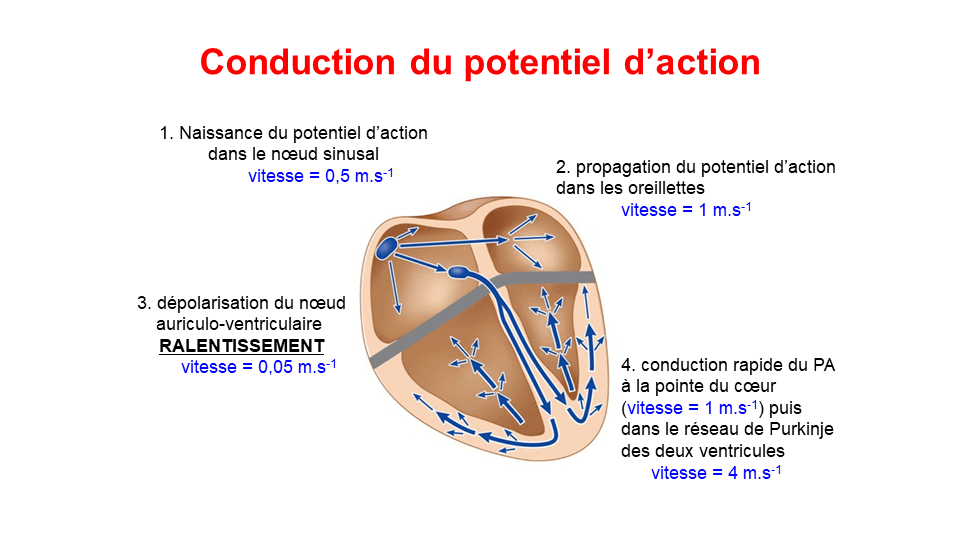 Conduction du potentiel d’action
1. Naissance du potentiel d’action
dans le nœud sinusal
vitesse = 0,5 m.s-1
2. propagation du potentiel d’action
dans les oreillettes
vitesse = 1 m.s-1
3. dépolarisation du nœud
auriculo-ventriculaire
RALENTISSEMENT
vitesse = 0,05 m.s-1
4. conduction rapide du PA
à la pointe du cœur
(vitesse = 1 m.s-1) puis
dans le réseau de Purkinje
des deux ventricules
vitesse = 4 m.s-1